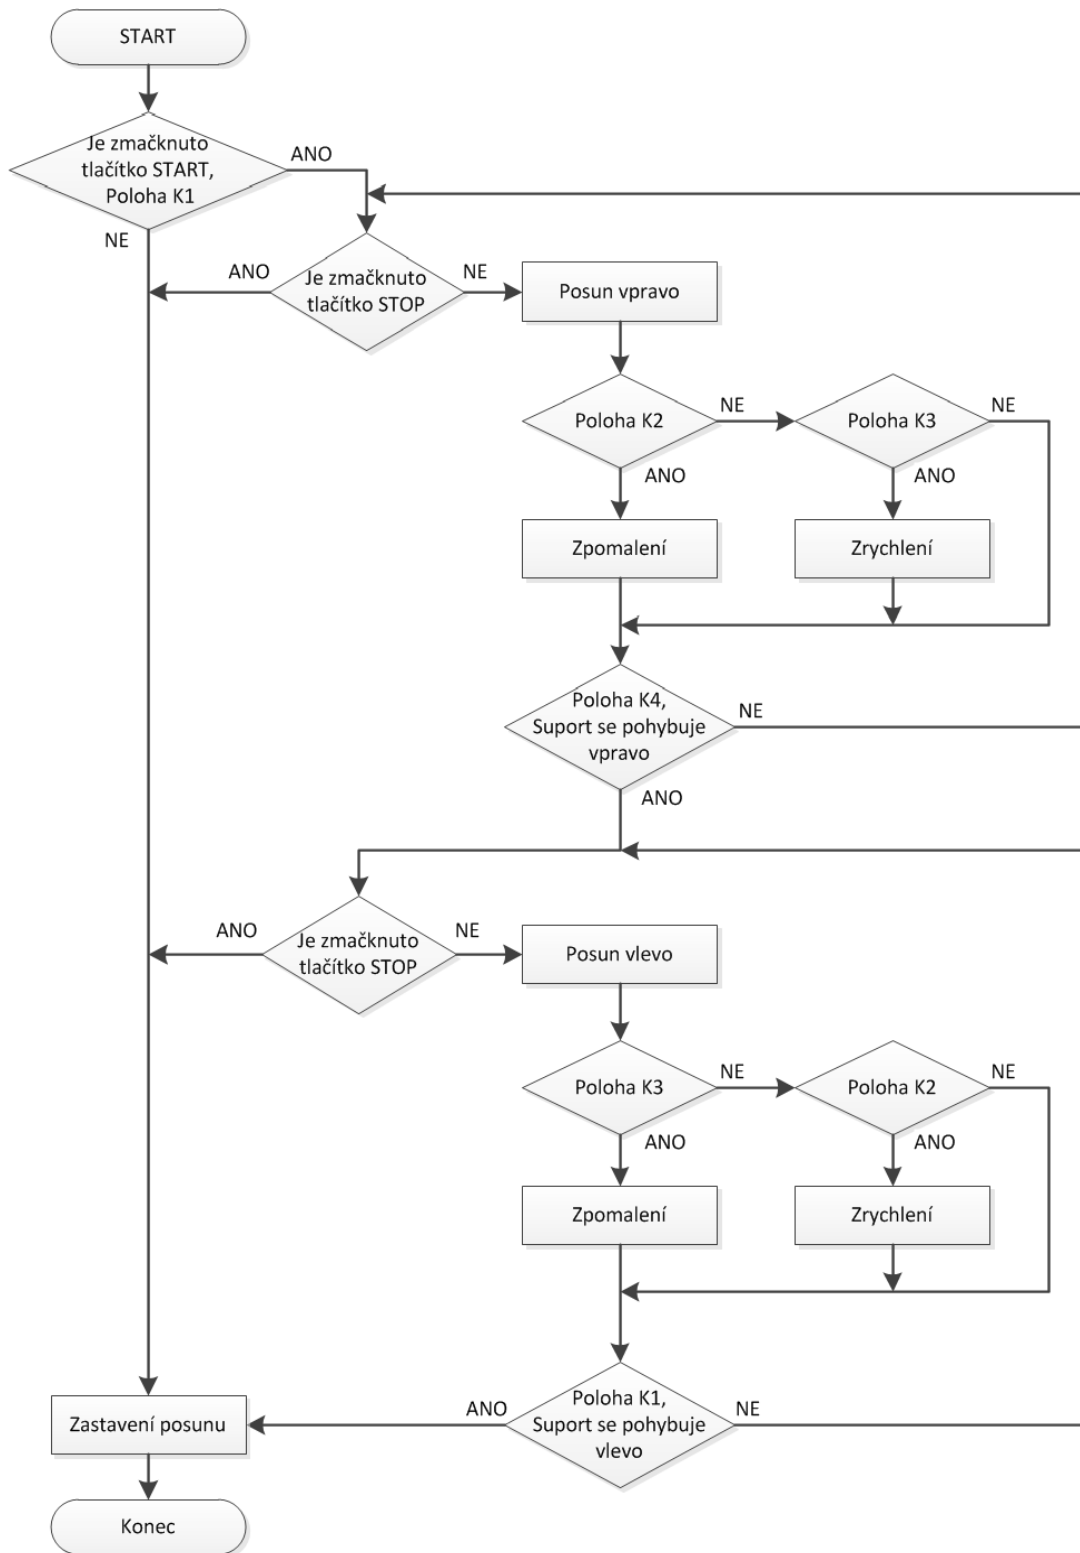 START
Je zmačknuto
tlačítko START,
Poloha K1
ANO
NE
Je zmačknuto
tlačítko STOP
ANO
NE
Posun vpravo
Poloha K2
NE
ANO
Poloha K3
NE
ANO
Zpomalení
Zrychlení
Poloha K4,
Suport se pohybuje
vpravo
NE
ANO
Je zmačknuto
tlačítko STOP
ANO
NE
Posun vlevo
Poloha K3
NE
ANO
Poloha K2
NE
ANO
Zpomalení
Zrychlení
Poloha K1,
Suport se pohybuje
vlevo
ANO
NE
Zastavení posunu
Konec